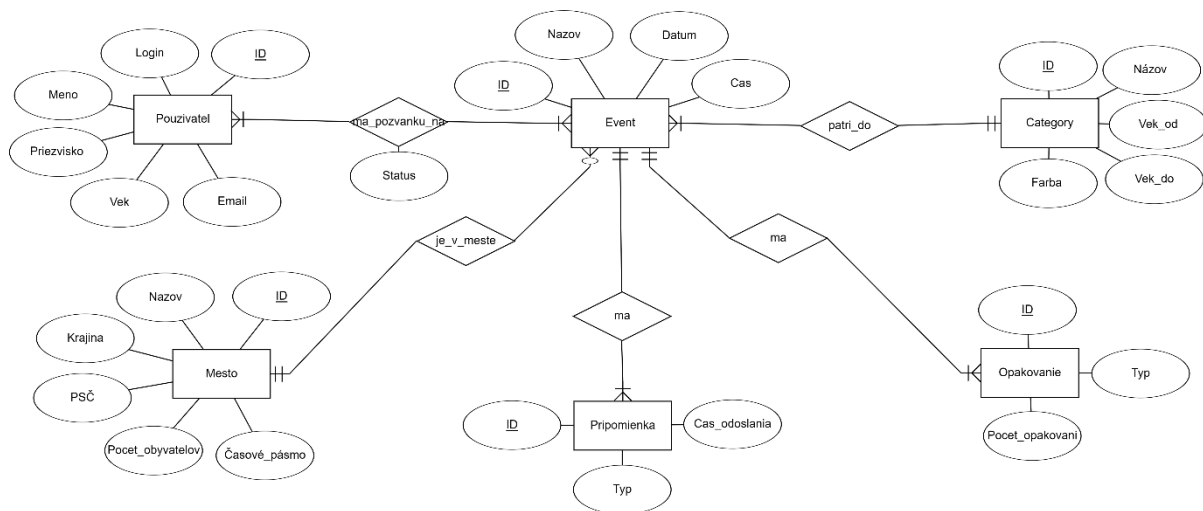 Nazov
Datum
Login
ID
ID
Cas
ID
Názov
Meno
Pouzivatel
ma_pozvanku_na
Event
patri_do
Category
Vek_od
Priezvisko
Status
Farba
Vek_do
Vek
Email
je_v_meste
ma
Nazov
ID
ID
Krajina
ma
Mesto
Opakovanie
Typ
PSČ
ID
Pripomienka
Cas_odoslania
Pocet_opakovani
Pocet_obyvatelov
Časové_pásmo
Typ